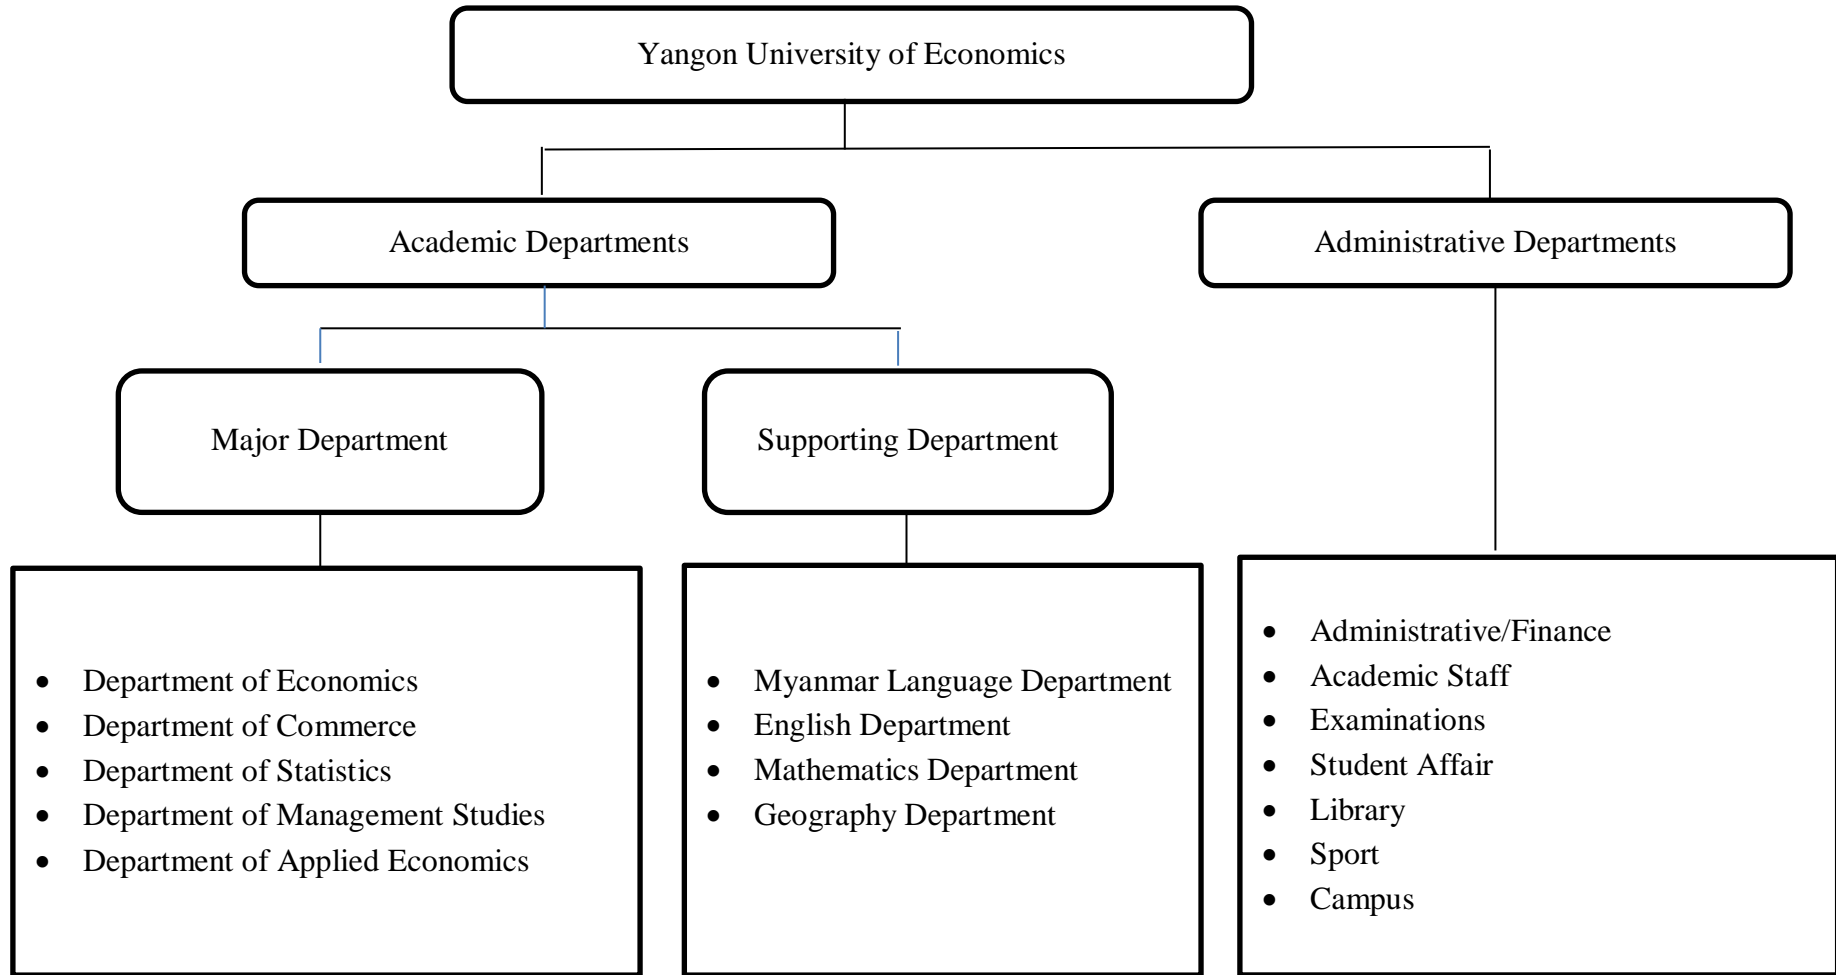 Yangon University of Economics
Academic Departments
Administrative Departments
Major Department
Supporting Department
• Department of Economics
• Department of Commerce
• Department of Statistics
• Department of Management Studies
• Department of Applied Economics
• Myanmar Language Department
• English Department
• Mathematics Department
• Geography Department
• Administrative/Finance
• Academic Staff
• Examinations
• Student Affair
• Library
• Sport
• Campus